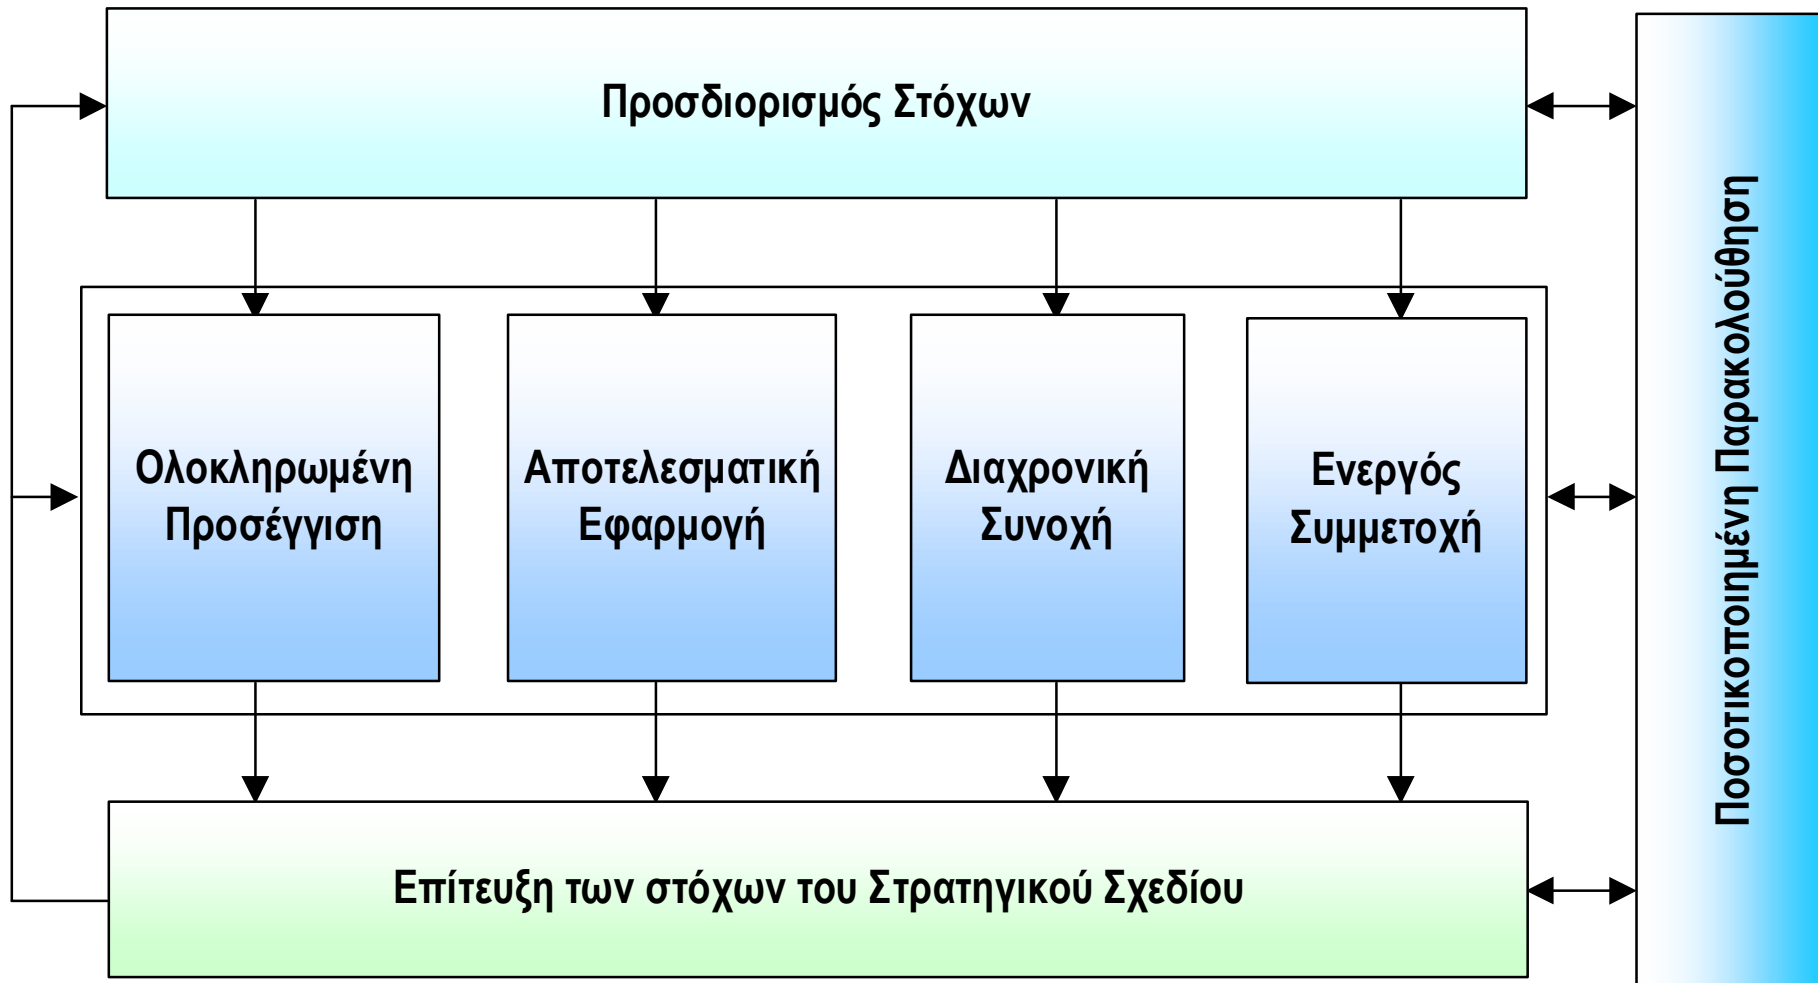 Προσδιορισμός Στόχων
Ολοκληρωμένη
Προσέγγιση
Αποτελεσματική
Εφαρμογή
Διαχρονική
Συνοχή
Ενεργός
Συμμετοχή
Επίτευξη των στόχων του Στρατηγικού Σχεδίου
Ποσοτικοποιημένη Παρακολούθηση